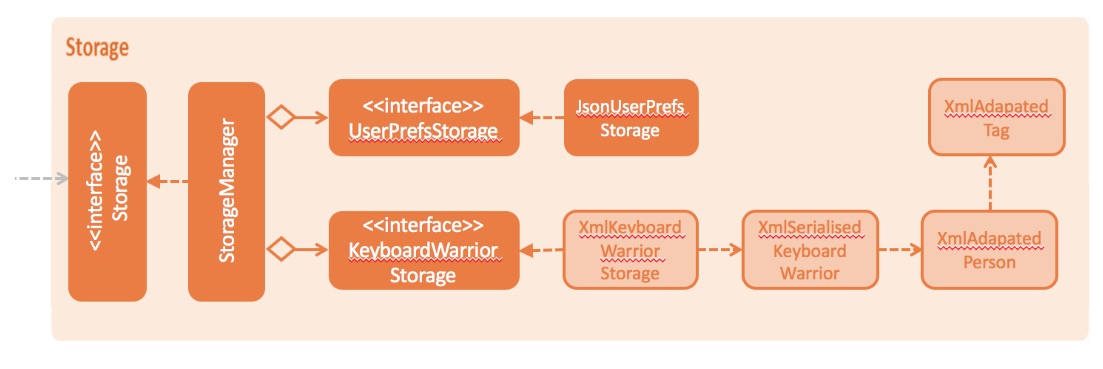 Storage
<<interface>>
Storage
StorageManager
<<interface>>
UserPrefsStorage
JsonUserPrefs
Storage
XmlAdapated
Tag
<<interface>>
KeyboardWarrior
Storage
XmlKeyboard
Warrior
Storage
XmlSerialised
Keyboard
Warrior
XmlAdapated
Person